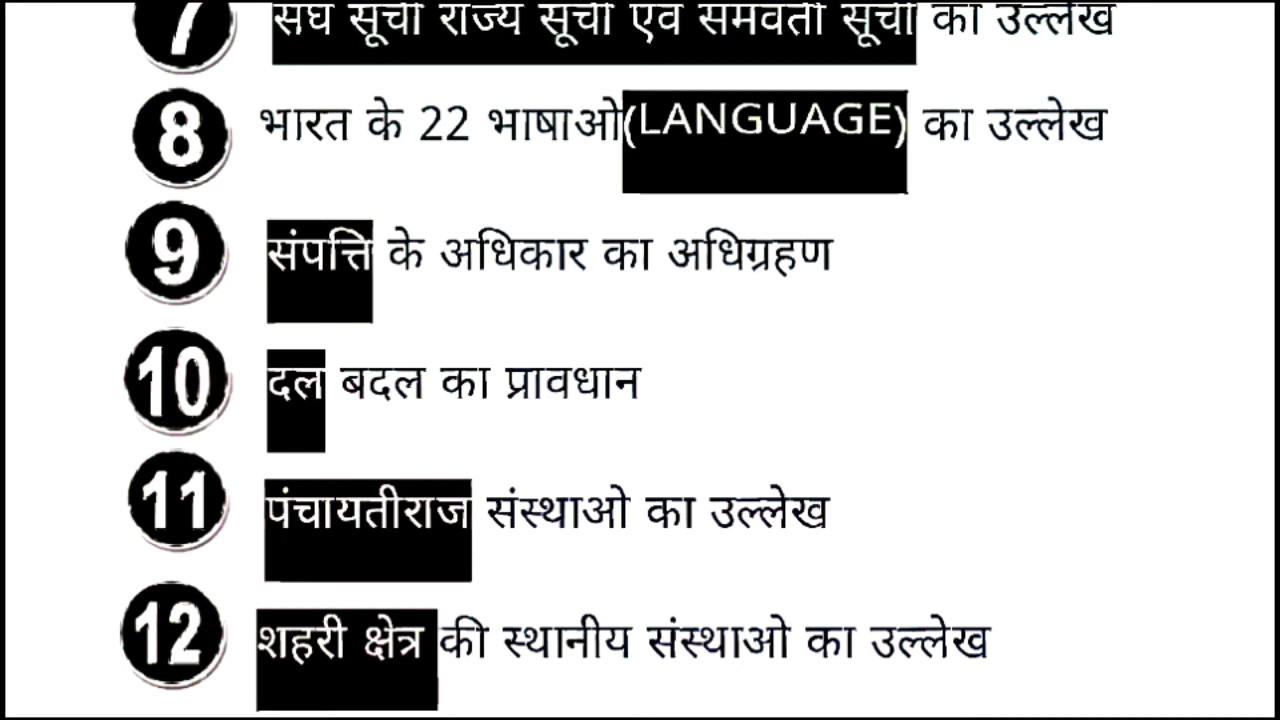 7 संघ सूची राज्य सूची एवं समवर्ती सूची का उल्लेख
8 भारत के 22 भाषाओ(LANGUAGE) का उल्लेख
9 संपत्ति के अधिकार का अधिग्रहण
10 दल बदल का प्रावधान
11 पंचायतीराज संस्थाओ का उल्लेख
12 शहरी क्षेत्र की स्थानीय संस्थाओ का उल्लेख